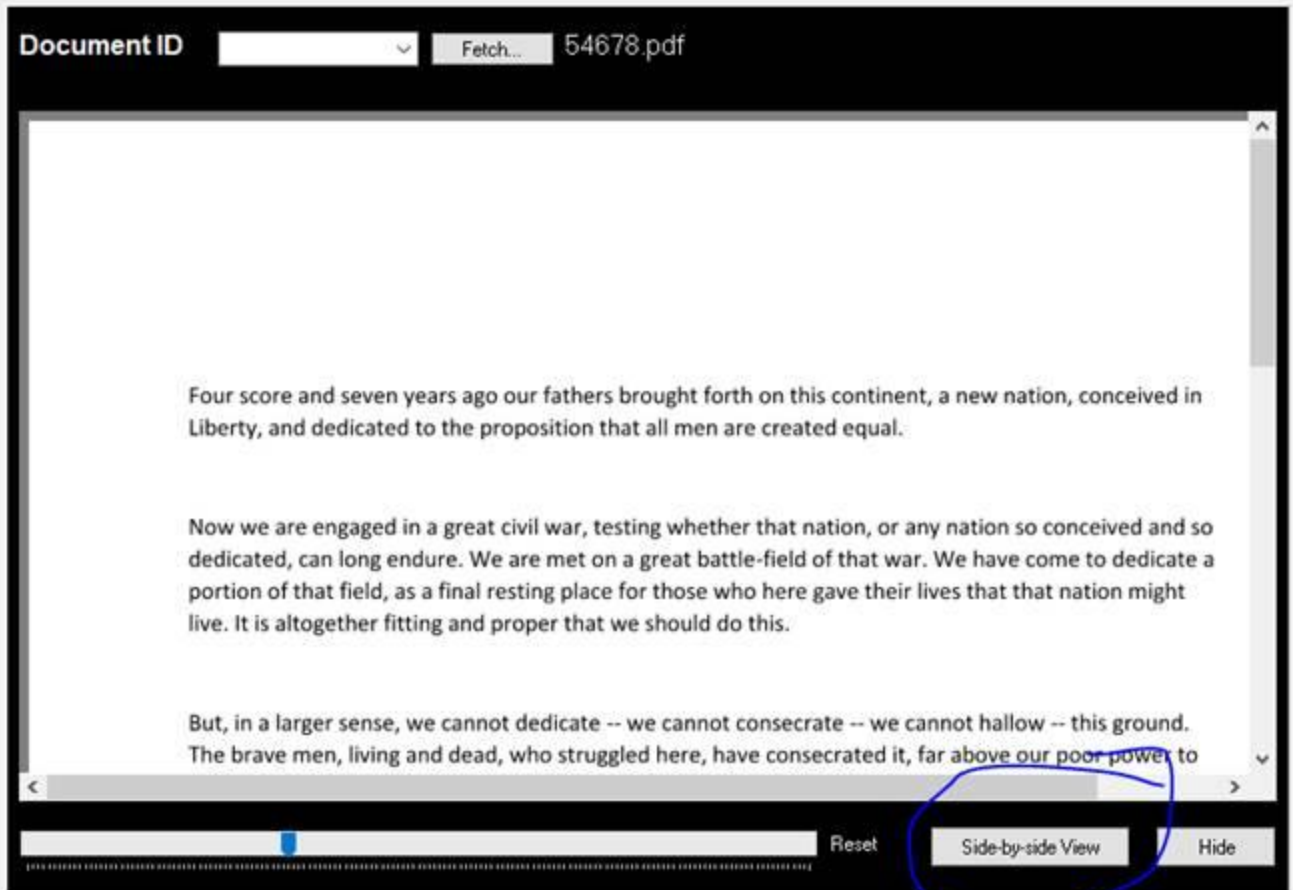 Document ID Fetch... 54678.pdf
Four score and seven years ago our fathers brought forth on this continent, a new nation, conceived in
Liberty, and dedicated to the proposition that all men are created equal.
Now we are engaged in a great civil war, testing whether that nation, or any nation so conceived and so
dedicated, can long endure. We are met on a great battle-field of that war. We have come to dedicate a
portion of that field, as a final resting place for those who here gave their lives that that nation might
live. It is altogether fitting and proper that we should do this.
But, in a larger sense, we cannot dedicate -- we cannot consecrate -- we cannot hallow -- this ground.
The brave men, living and dead, who struggled here, have consecrated it, far above our poor power to
Reset Side-by-side View Hide